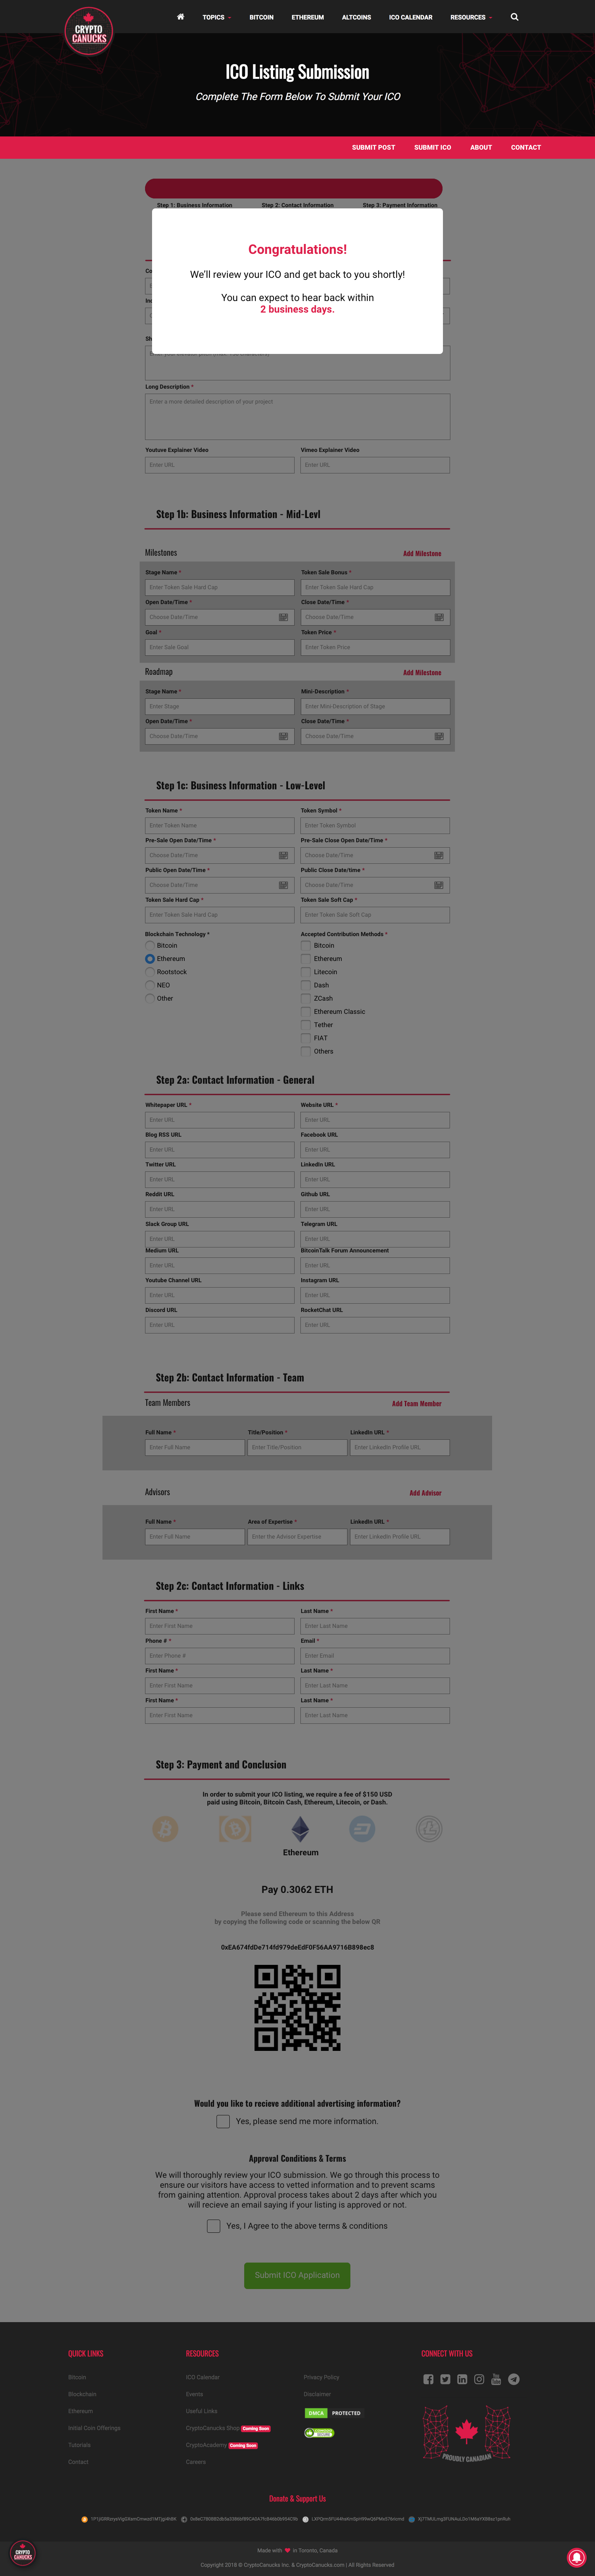 CRYPTO
CANUCKS
TOPICS
BITCOIN
ETHEREUM
ALTCOINS
ICO CALENDAR
RESOURCES
ICO Listing Submission
Complete The Form Below To Submit Your ICO
SUBMIT POST
SUBMIT ICO
ABOUT
CONTACT
Step 1: Business Information
Step 2: Contact Information
Step 3: Payment Information
Congratulations!
We'll review your ICO and get back to you shortly!
You can expect to hear back within
2 business days.
Long Description *
Enter a more detailed description of your project
Youtuve Explainer Video
Vimeo Explainer Video
Enter URL
Enter URL
Step 1b: Business Information - Mid-Levl
Milestones
Add Milestone
Stage Name *
Token Sale Bonus *
Enter Token Sale Hard Cap
Enter Token Sale Hard Cap
Open Date/Time *
Close Date/Time *
Choose Date/Time
Choose Date/Time
Goal *
Token Price *
Enter Sale Goal
Enter Token Price
Roadmap
Add Milestone
Stage Name *
Mini-Description *
Enter Stage
Enter Mini-Description of Stage
Open Date/Time *
Close Date/Time *
Choose Date/Time
Choose Date/Time
Step 1c: Business Information - Low-Level
Token Name *
Token Symbol *
Enter Token Name
Enter Token Symbol
Pre-Sale Open Date/Time *
Pre-Sale Close Open Date/Time *
Choose Date/Time
Choose Date/Time
Public Open Date/Time *
Public Close Date/time *
Choose Date/Time
Choose Date/Time
Token Sale Hard Cap *
Token Sale Soft Cap *
Enter Token Sale Hard Cap
Enter Token Sale Soft Cap
Blockchain Technology *
Accepted Contribution Methods *
Bitcoin
Ethereum
Rootstock
NEO
Other
Bitcoin
Ethereum
Litecoin
Dash
ZCash
Ethereum Classic
Tether
FIAT
Others
Step 2a: Contact Information - General
Whitepaper URL *
Website URL *
Enter URL
Enter URL
Blog RSS URL
Facebook URL
Enter URL
Enter URL
Twitter URL
LinkedIn URL
Enter URL
Enter URL
Reddit URL
Github URL
Enter URL
Enter URL
Slack Group URL
Telegram URL
Enter URL
Enter URL
Medium URL
BitcoinTalk Forum Announcement
Enter URL
Enter URL
Youtube Channel URL
Instagram URL
Enter URL
Enter URL
Discord URL
RocketChat URL
Enter URL
Enter URL
Step 2b: Contact Information - Team
Team Members
Add Team Member
Full Name *
Title/Position *
LinkedIn URL *
Enter Full Name
Enter Title/Position
Enter LinkedIn Profile URL
Advisors
Add Advisor
Full Name *
Area of Expertise *
LinkedIn URL *
Enter Full Name
Enter the Advisor Expertise
Enter LinkedIn Profile URL
Step 2c: Contact Information - Links
First Name *
Last Name *
Enter First Name
Enter Last Name
Phone # *
Email *
Enter Phone #
Enter Email
First Name *
Last Name *
Enter First Name
Enter Last Name
First Name *
Last Name *
Enter First Name
Enter Last Name
Step 3: Payment and Conclusion
In order to submit your ICO listing, we require a fee of $150 USD
paid using Bitcoin, Bitcoin Cash, Ethereum, Litecoin, or Dash.
Ethereum
Pay 0.3062 ETH
Please send Ethereum to this Address
by copying the following code or scanning the below QR
0xEA674fdDe714fd979deEdF0F56AA9716B898ec8
Would you like to recieve additional advertising information?
Yes, please send me more information.
Approval Conditions & Terms
We will thoroughly review your ICO submission. We go through this process to
ensure our visitors have access to vetted information and to prevent scams
from gaining attention. Approval process takes about 2 days after which you
will recieve an email saying if your listing is approved or not.
Yes, I Agree to the above terms & conditions
Submit ICO Application
QUICK LINKS
RESOURCES
CONNECT WITH US
Bitcoin
Blockchain
Ethereum
Initial Coin Offerings
Tutorials
Contact
ICO Calendar
Events
Useful Links
CryptoCanucks Shop Coming Soon
CryptoAcademy Coming Soon
Careers
Privacy Policy
Disclaimer
DMCA PROTECTED
PROUDLY CANADIAN
Donate & Support Us
Made with in Toronto, Canada
CRYPTO
CANUCKS
Copyright 2018 © CryptoCanucks Inc. & CryptoCanucks.com | All Rights Reserved